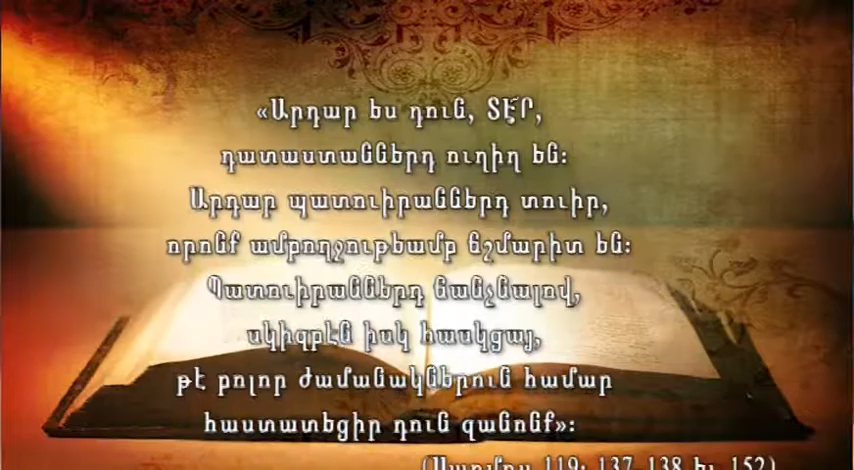 «Արդար ես դուն, ՏԷ՜Ր,
դատաստաններդ ուղիղ են:
Արդար պատուիրաններդ տուիր,
որոնք ամբողջութեամբ ճշմարիտ են:
Պատուիրաններդ ճանչնալով,
սկիզբէն իսկ հասկցայ,
թէ բոլոր ժամանակներուն համար
հաստատեցիր դուն զանոնք»:
(Սաղմոս 119: 137, 138 եւ 152)